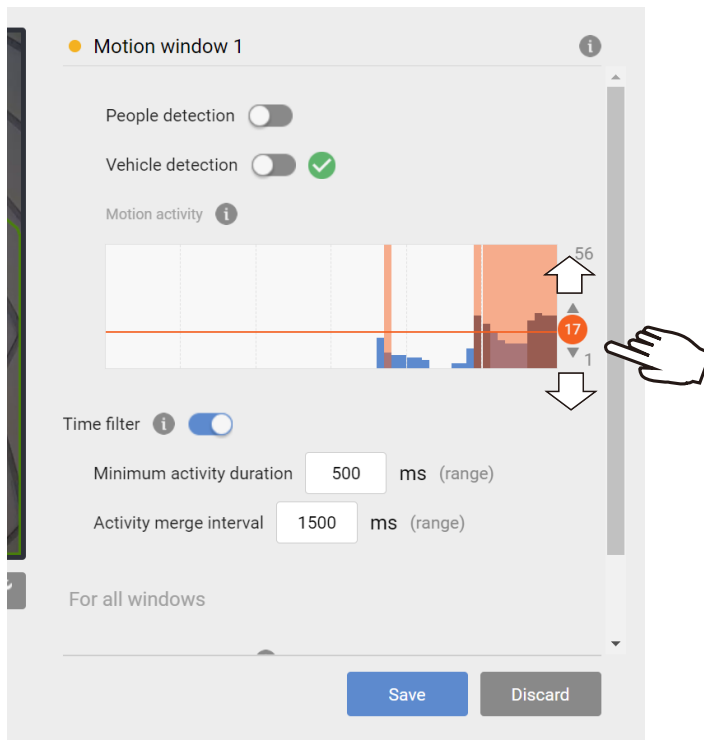 Motion window 1
i
People detection
Vehicle detection
Motion activity i
56
17
1
Time filter i
Minimum activity duration 500 ms (range)
Activity merge interval 1500 ms (range)
For all windows
Save Discard